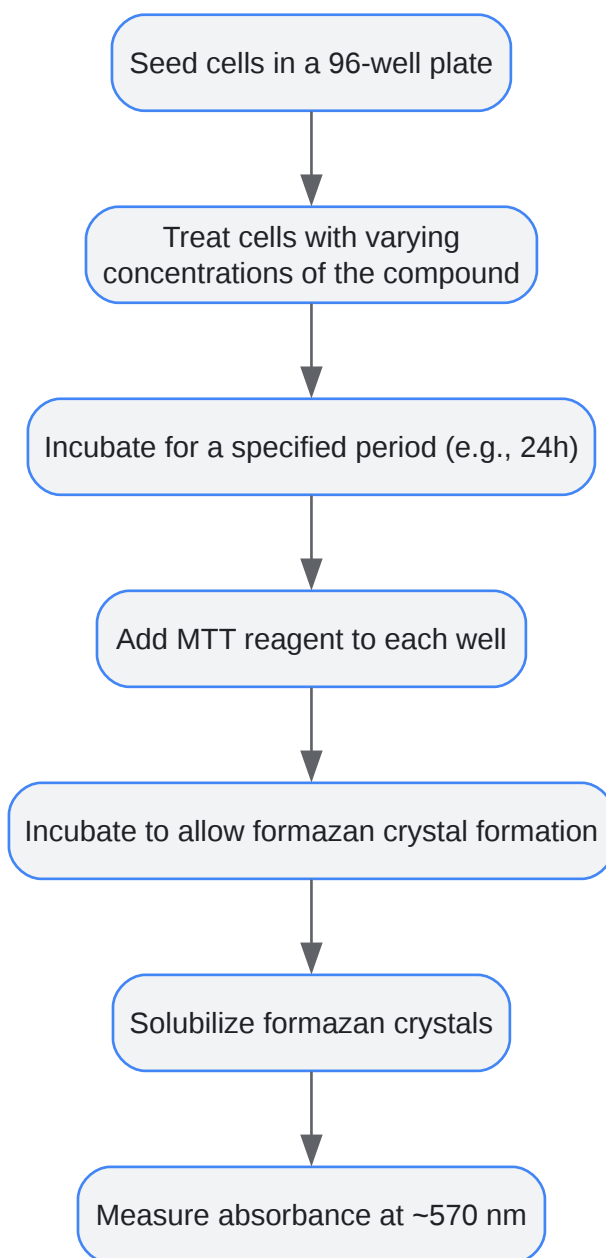 Seed cells in a 96-well plate
Treat cells with varying
concentrations of the compound
Incubate for a specified period (e.g., 24h)
Add MTT reagent to each well
Incubate to allow formazan crystal formation
Solubilize formazan crystals
Measure absorbance at ~570 nm